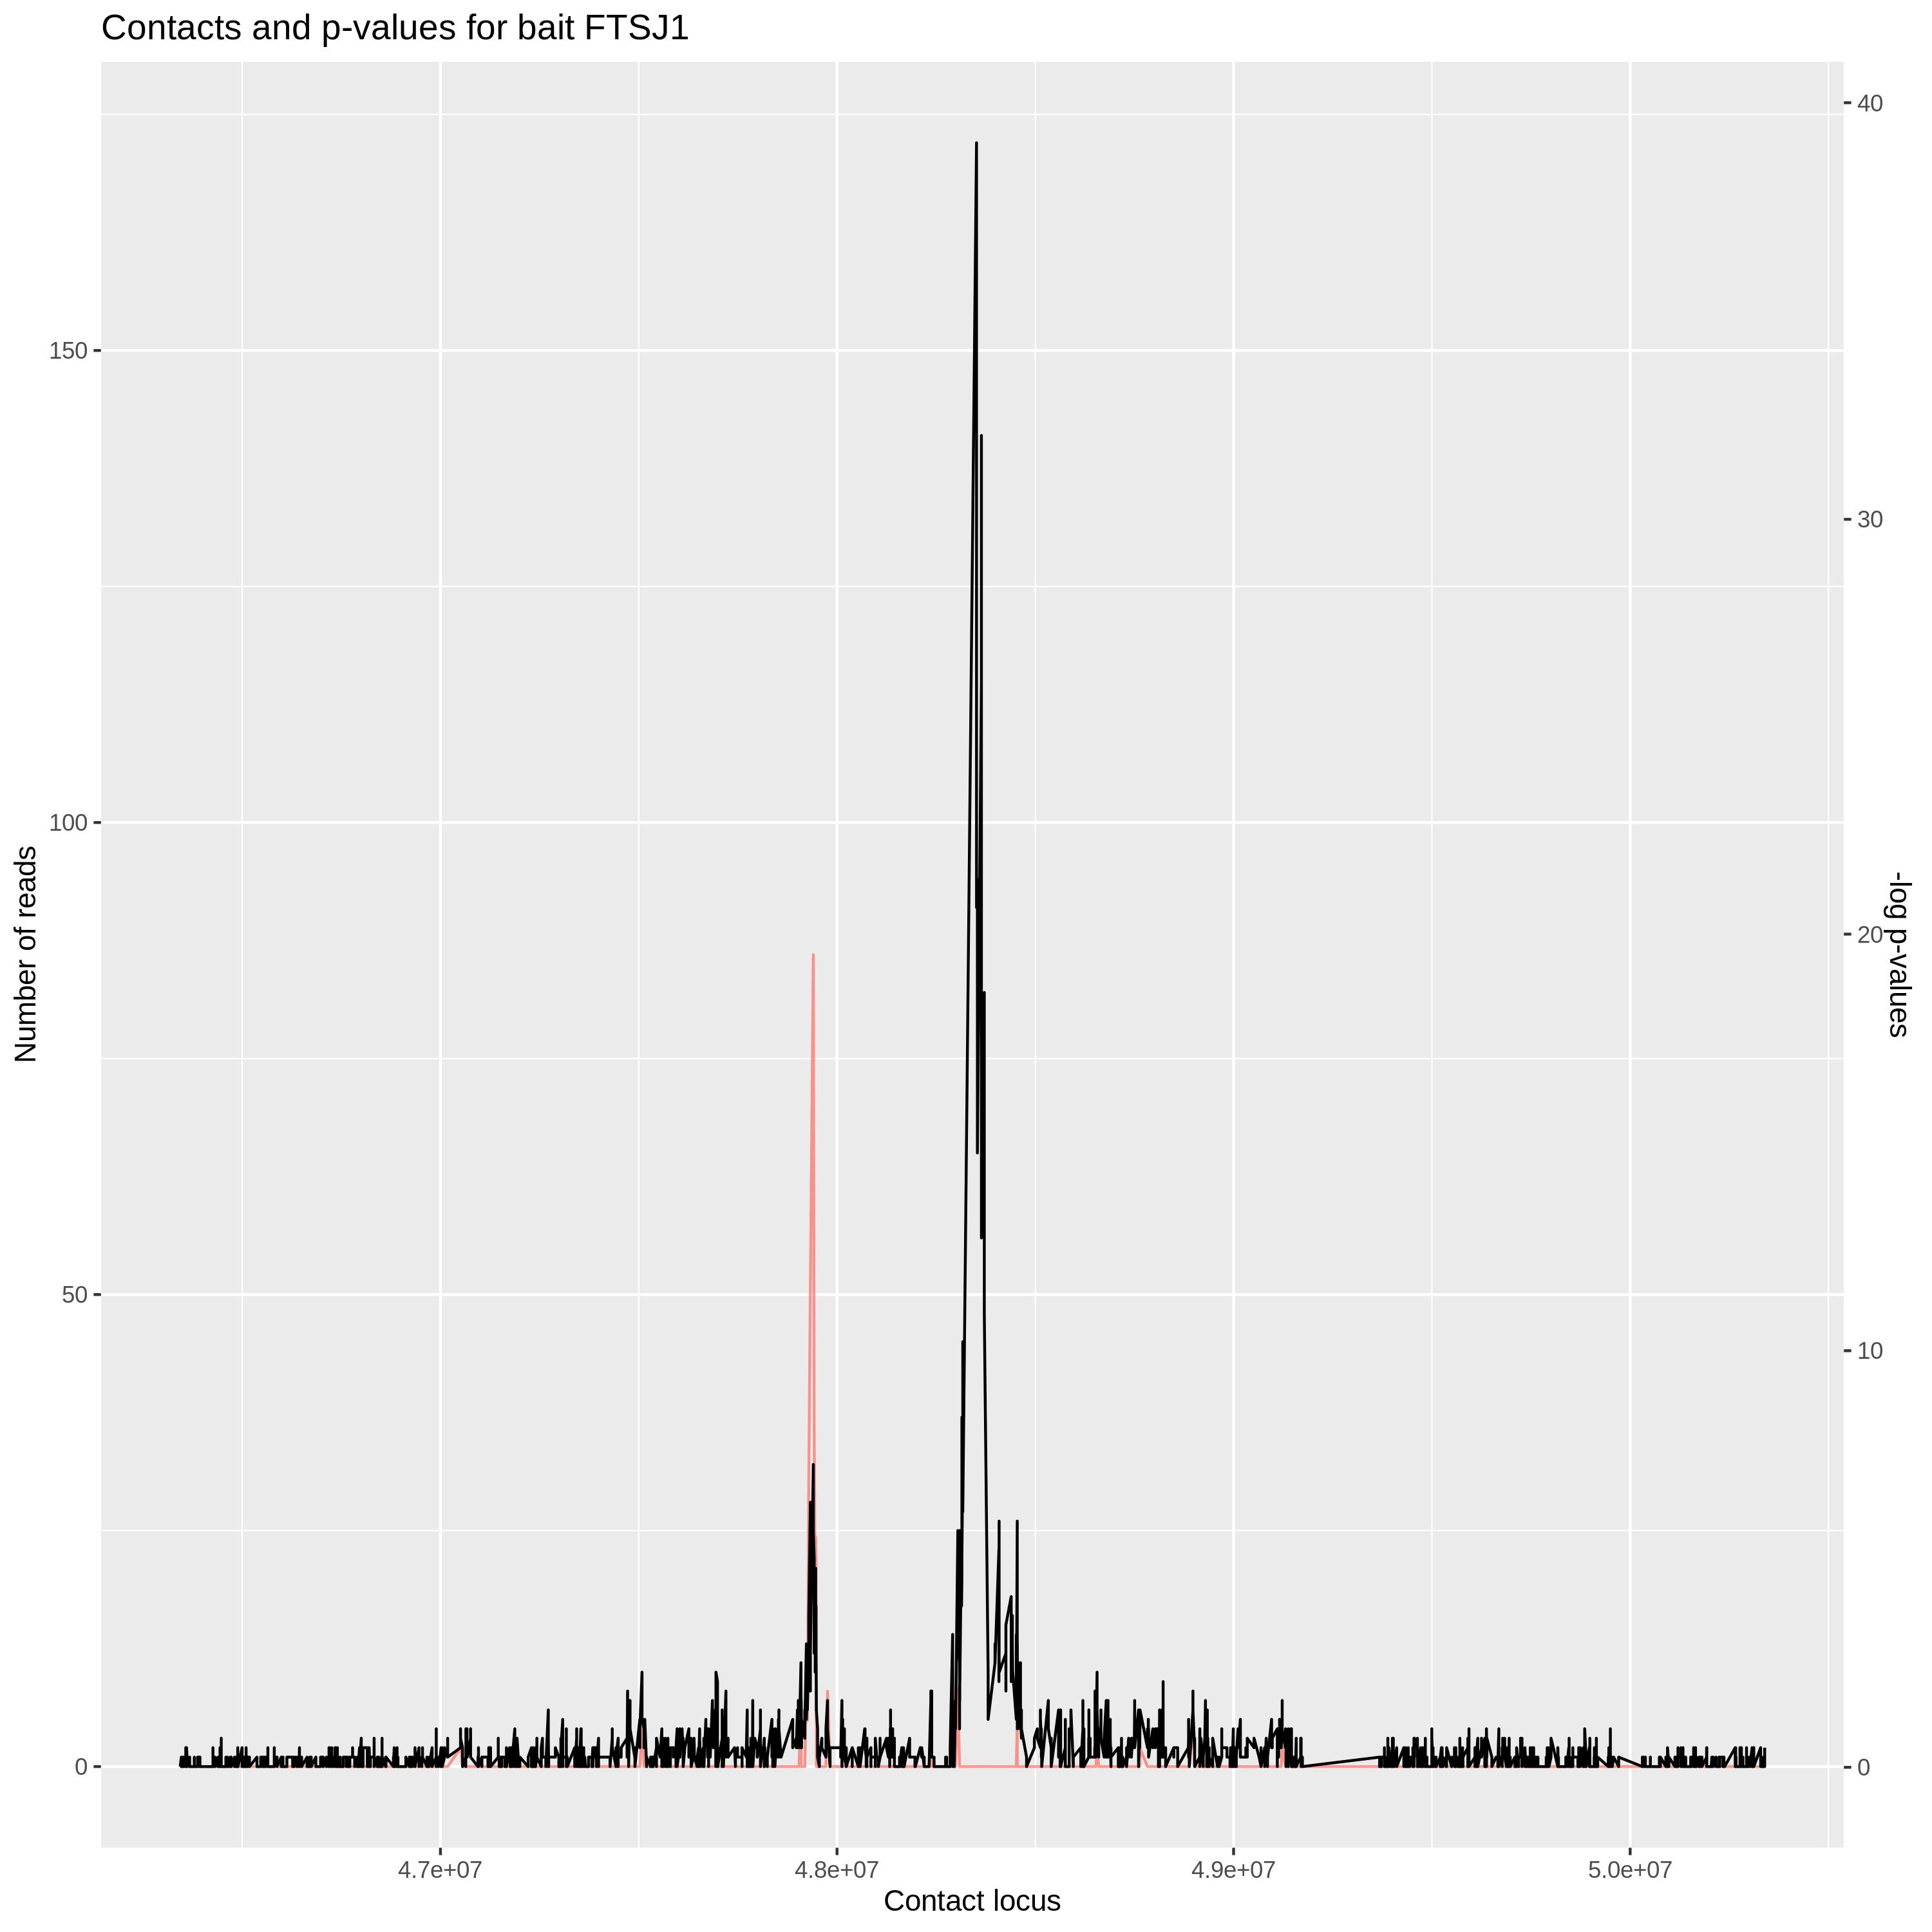 Contacts and p-values for bait FTSJ1
40
150
30
100
20
50
10
0
0
Number of reads
-log p-values
4.7e+07 4.8e+07 4.9e+07 5.0e+07
Contact locus